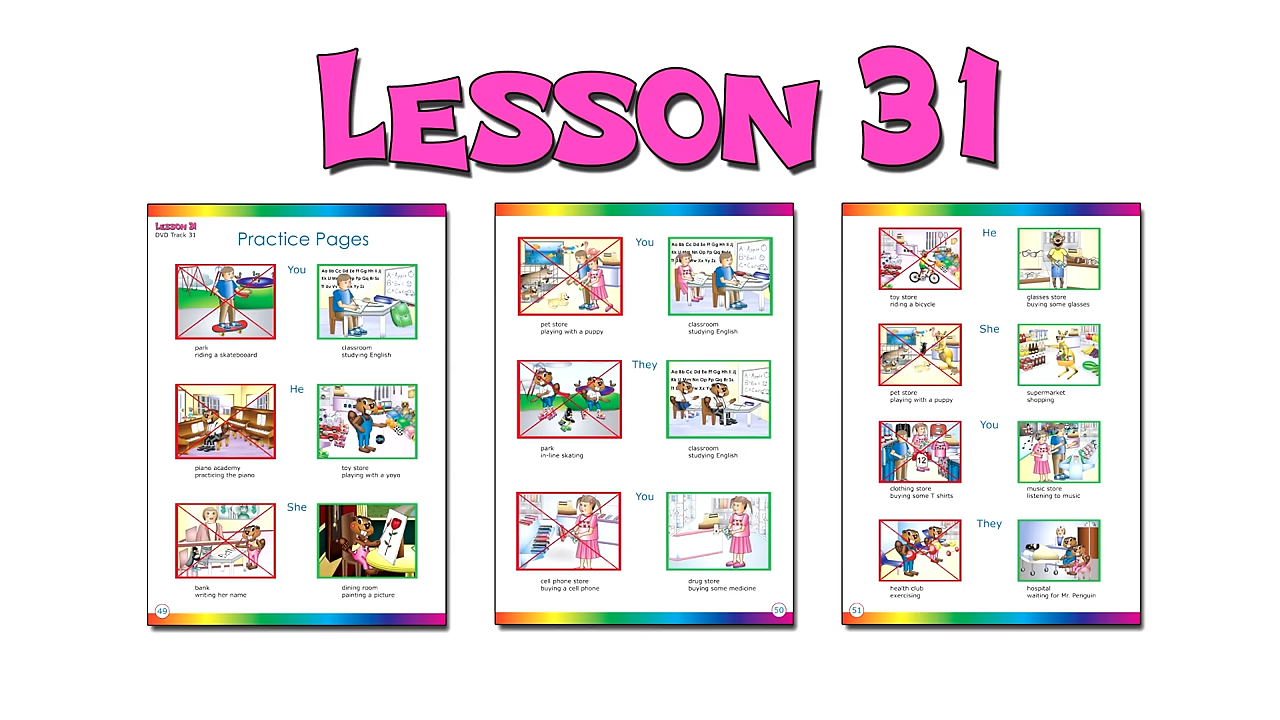 LESSON 31
LESSON 31
DVD Track 31
Practice Pages
You
park
riding a skateboard
classroom
studying English
He
piano academy
practicing the piano
toy store
playing with a yoyo
She
bank
writing her name
dining room
painting a picture
49
You
pet store
playing with a puppy
classroom
studying English
They
park
in-line skating
classroom
studying English
You
cell phone store
buying a cell phone
drug store
buying some medicine
50
He
toy store
riding a bicycle
glasses store
buying some glasses
She
pet store
playing with a puppy
supermarket
shopping
You
clothing store
buying some T shirts
12
music store
listening to music
They
health club
exercising
hospital
waiting for Mr. Penguin
51